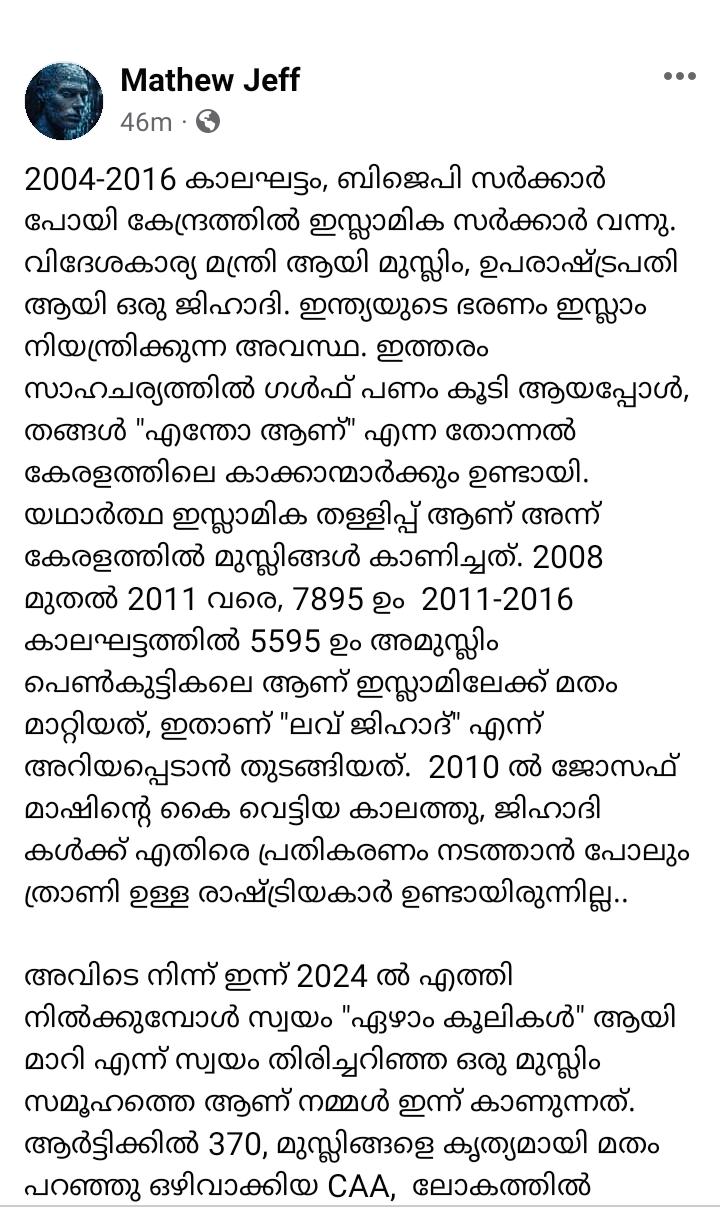 Mathew Jeff
46m ·
2004-2016 കാലഘട്ടം, ബിജെപി സർക്കാർ
പോയി കേന്ദ്രത്തിൽ ഇസ്ലാമിക സർക്കാർ വന്നു.
വിദേശകാര്യ മന്ത്രി ആയി മുസ്ലിം, ഉപരാഷ്ട്രപതി
ആയി ഒരു ജിഹാദി. ഇന്ത്യയുടെ ഭരണം ഇസ്ലാം
നിയന്ത്രിക്കുന്ന അവസ്ഥ. ഇത്തരം
സാഹചര്യത്തിൽ ഗൾഫ് പണം കൂടി ആയപ്പോൾ,
തങ്ങൾ "എന്തോ ആണ്" എന്ന തോന്നൽ
കേരളത്തിലെ കാക്കാന്മാർക്കും ഉണ്ടായി.
യഥാർത്ഥ ഇസ്ലാമിക തള്ളിപ്പ് ആണ് അന്ന്
കേരളത്തിൽ മുസ്ലിങ്ങൾ കാണിച്ചത്. 2008
മുതൽ 2011 വരെ, 7895 ഉം  2011-2016
കാലഘട്ടത്തിൽ 5595 ഉം അമുസ്ലിം
പെൺകുട്ടികലെ ആണ് ഇസ്ലാമിലേക്ക് മതം
മാറ്റിയത്, ഇതാണ് "ലവ് ജിഹാദ്" എന്ന്
അറിയപ്പെടാൻ തുടങ്ങിയത്.  2010 ൽ ജോസഫ്
മാഷിന്റെ കൈ വെട്ടിയ കാലത്തു, ജിഹാദി
കൾക്ക് എതിരെ പ്രതികരണം നടത്താൻ പോലും
ത്രാണി ഉള്ള രാഷ്ട്രിയകാർ ഉണ്ടായിരുന്നില്ല..
അവിടെ നിന്ന് ഇന്ന് 2024 ൽ എത്തി
നിൽക്കുമ്പോൾ സ്വയം "ഏഴാം കൂലികൾ" ആയി
മാറി എന്ന് സ്വയം തിരിച്ചറിഞ്ഞ ഒരു മുസ്ലിം
സമൂഹത്തെ ആണ് നമ്മൾ ഇന്ന് കാണുന്നത്.
ആർട്ടിക്കിൽ 370, മുസ്ലിങ്ങളെ കൃത്യമായി മതം
പറഞ്ഞു ഒഴിവാക്കിയ CAA,  ലോകത്തിൽ